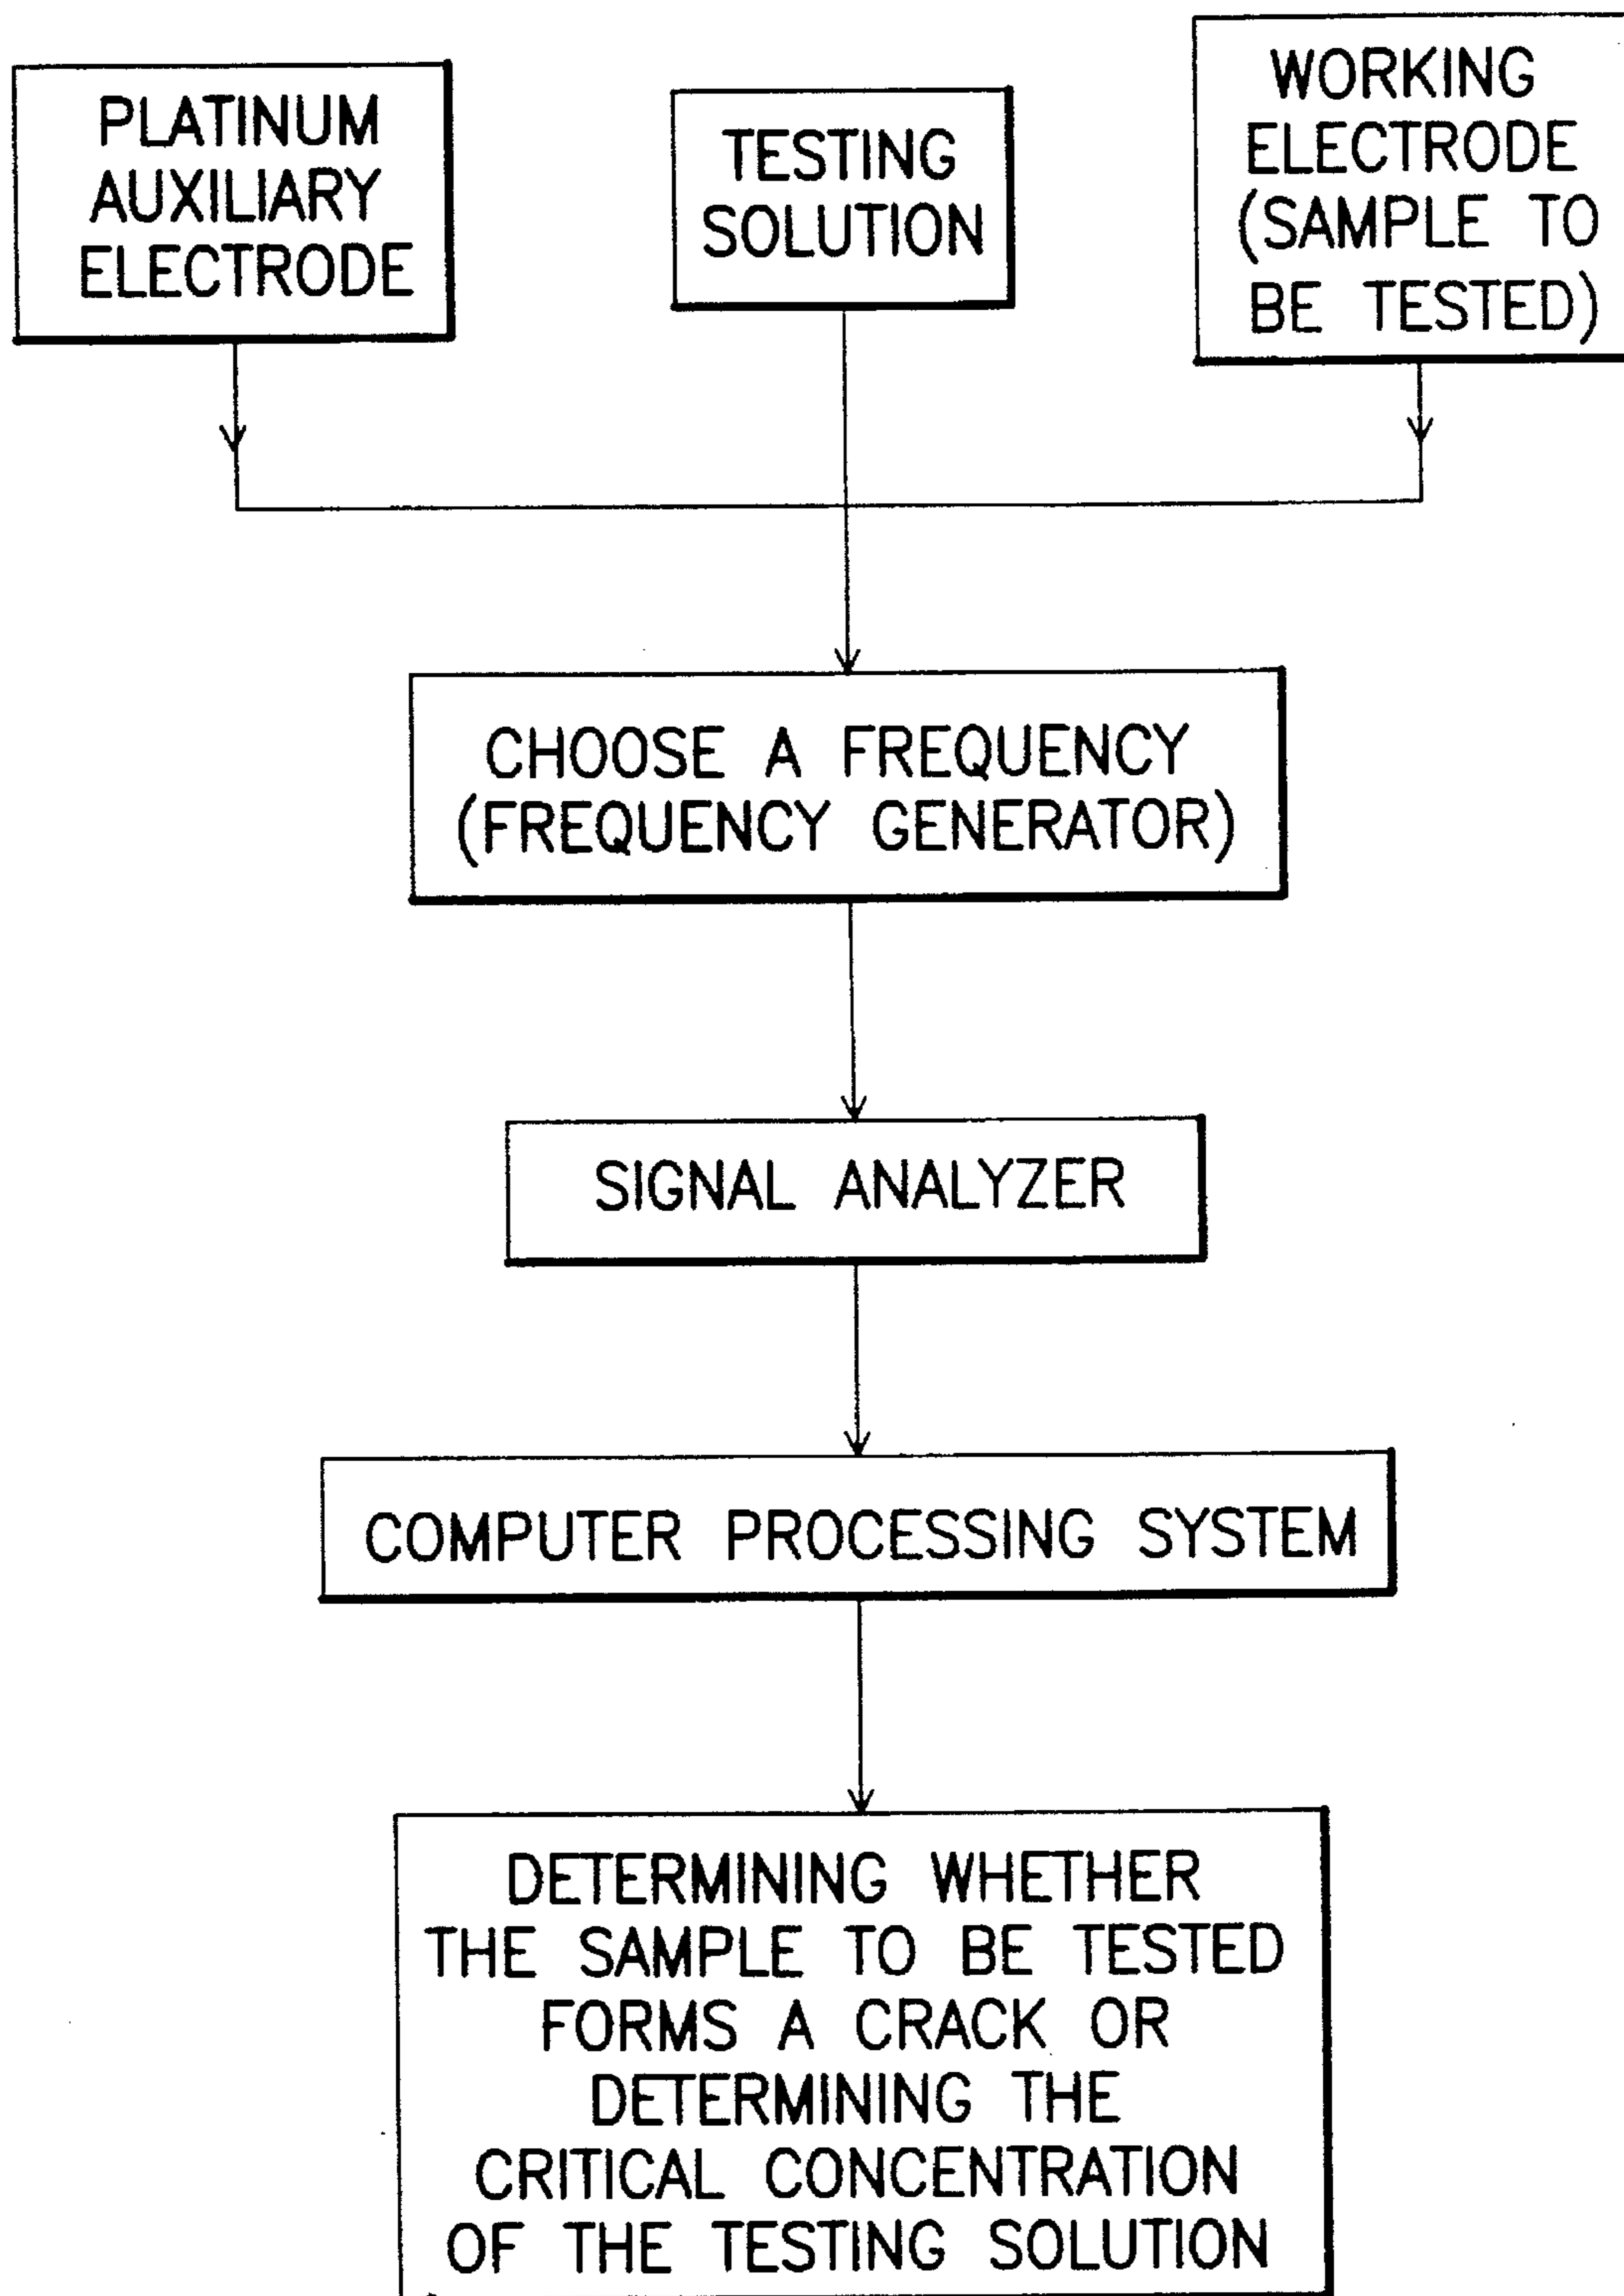 PLATINUM
AUXILIARY
ELECTRODE
TESTING
SOLUTION
WORKING
ELECTRODE
(SAMPLE TO
BE TESTED)
CHOOSE A FREQUENCY
(FREQUENCY GENERATOR)
SIGNAL ANALYZER
COMPUTER PROCESSING SYSTEM
DETERMINING WHETHER
THE SAMPLE TO BE TESTED
FORMS A CRACK OR
DETERMINING THE
CRITICAL CONCENTRATION
OF THE TESTING SOLUTION